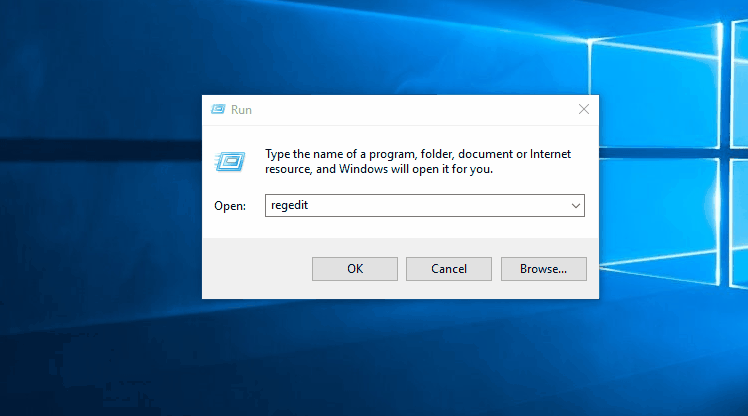 Run
Type the name of a program, folder, document or Internet
resource, and Windows will open it for you.
Open: regedit
OK Cancel Browse...